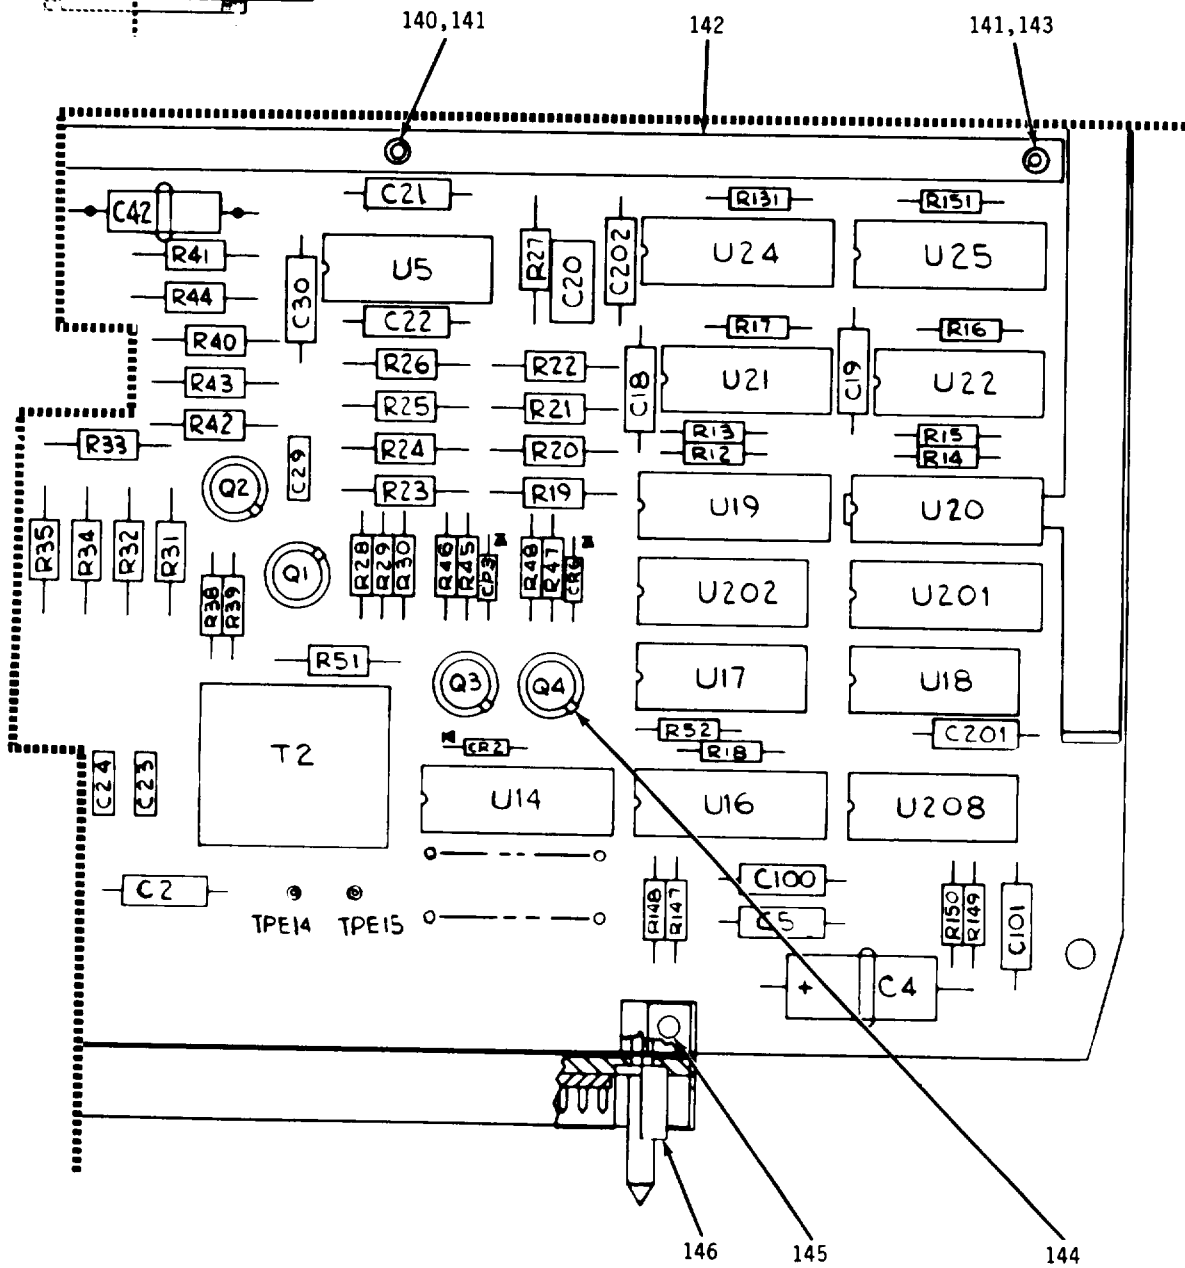 140,141 142 141,143
C21 R131 R151
C42
R41 U5 R27 C20 C202 U24 U25
R44 C30
C22 R17 R16
R40
R26 R22 C18 U21 C19 U22
R43
R25 R21
R42 R13 R15
R33 R24 R20 R12 R14
Q2 C29 R23 R19 U19 U20
R35 R34 R32 R31 Q1 R28 R29 R30 R46 R45 CP3 R48 R47 CR6
R38 R39 U202 U201
R51 Q3 Q4 U17 U18
R52 C201
T2 CR2 R18
C24 C23 U14 U16 U208
C2 C100
TPE14 TPE15 R148 R147 C5 R150 R149 C101
+ C4
146 145 144